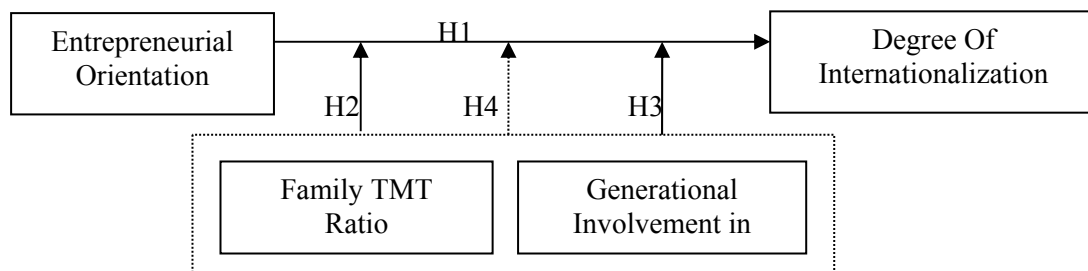 H1
Entrepreneurial
Orientation
Degree Of
Internationalization
H2
H4
H3
Family TMT
Ratio
Generational
Involvement in